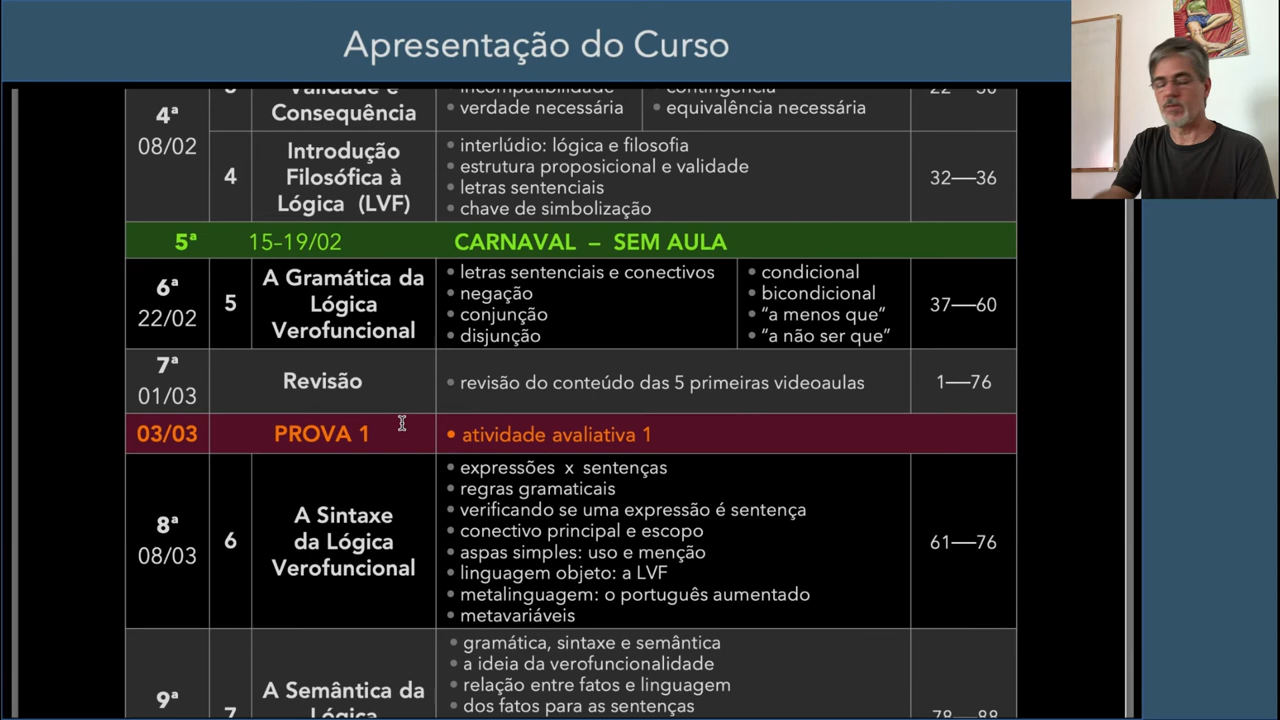 Apresentação do Curso
4ª
08/02
Validade e
Consequência
verdade necessária
equivalência necessária
4
Introdução
Filosófica à
Lógica (LVF)
• interlúdio: lógica e filosofia
• estrutura proposicional e validade
• letras sentenciais
• chave de simbolização
32—36
5ª 15-19/02 CARNAVAL – SEM AULA
6ª
22/02
5
A Gramática da
Lógica
Verofuncional
• letras sentenciais e conectivos
• negação
• conjunção
• disjunção
• condicional
• bicondicional
• “a menos que”
• “a não ser que”
37—60
7ª
01/03
Revisão
• revisão do conteúdo das 5 primeiras videoaulas
1—76
03/03 PROVA 1 • atividade avaliativa 1
8ª
08/03
6
A Sintaxe
da Lógica
Verofuncional
• expressões x sentenças
• regras gramaticais
• verificando se uma expressão é sentença
• conectivo principal e escopo
• aspas simples: uso e menção
• linguagem objeto: a LVF
• metalinguagem: o português aumentado
• metavariáveis
61—76
9ª
7
A Semântica da
Lógica
• gramática, sintaxe e semântica
• a ideia da verofuncionalidade
• relação entre fatos e linguagem
• dos fatos para as sentenças